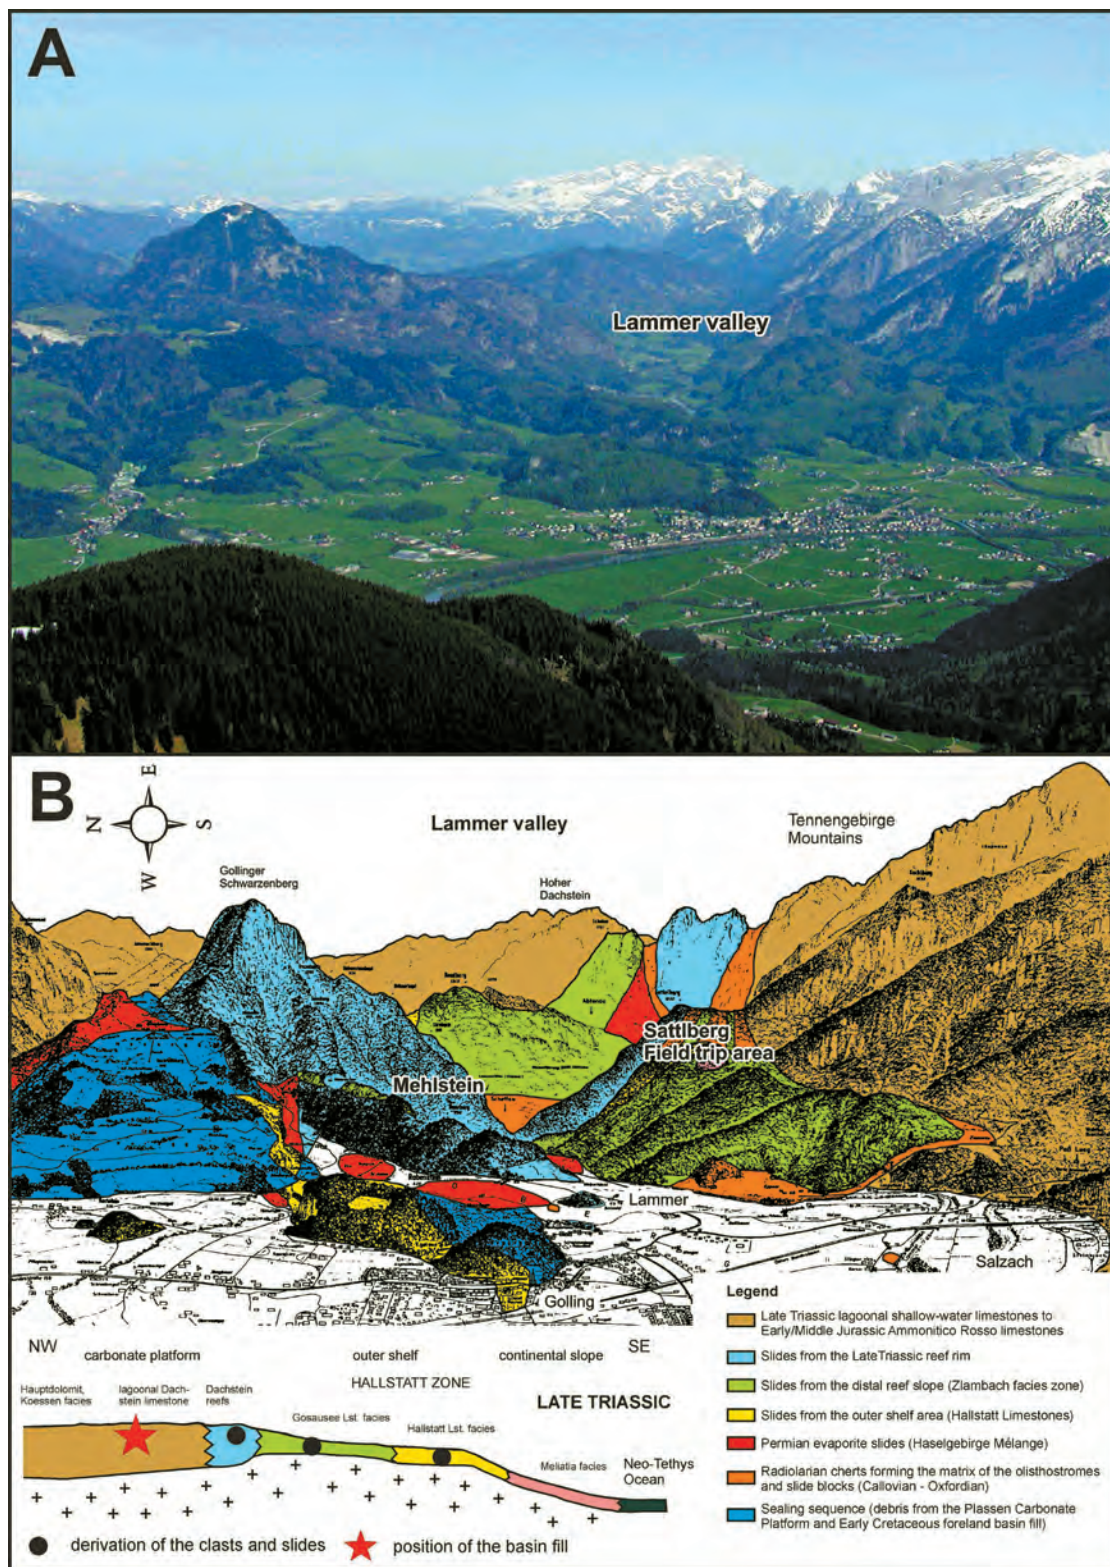 A
Lammer valley
B
E
N
S
W
Lammer valley
Tennengebirge
Mountains
Gollinger
Schwarzenberg
Hoher
Dachstein
Sattlberg
Field trip area
Mehlstein
Lammer
Salzach
Golling
Legend
Late Triassic lagoonal shallow-water limestones to
Early/Middle Jurassic Ammonitico Rosso limestones
Slides from the Late Triassic reef rim
Slides from the distal reef slope (Zlambach facies zone)
Slides from the outer shelf area (Hallstatt Limestones)
Permian evaporite slides (Haselgebirge Mélange)
Radiolarian cherts forming the matrix of the olisthostromes
and slide blocks (Callovian - Oxfordian)
Sealing sequence (debris from the Plassen Carbonate
Platform and Early Cretaceous foreland basin fill)
NW
SE
carbonate platform
outer shelf
continental slope
HALLSTATT ZONE
LATE TRIASSIC
Hauptdolomit,
Koessen facies
lagoonal Dach-
stein limestone
Dachstein
reefs
Gosausee Lst. facies
Hallstatt Lst. facies
Meliatia facies
Neo-Tethys
Ocean
derivation of the clasts and slides
position of the basin fill